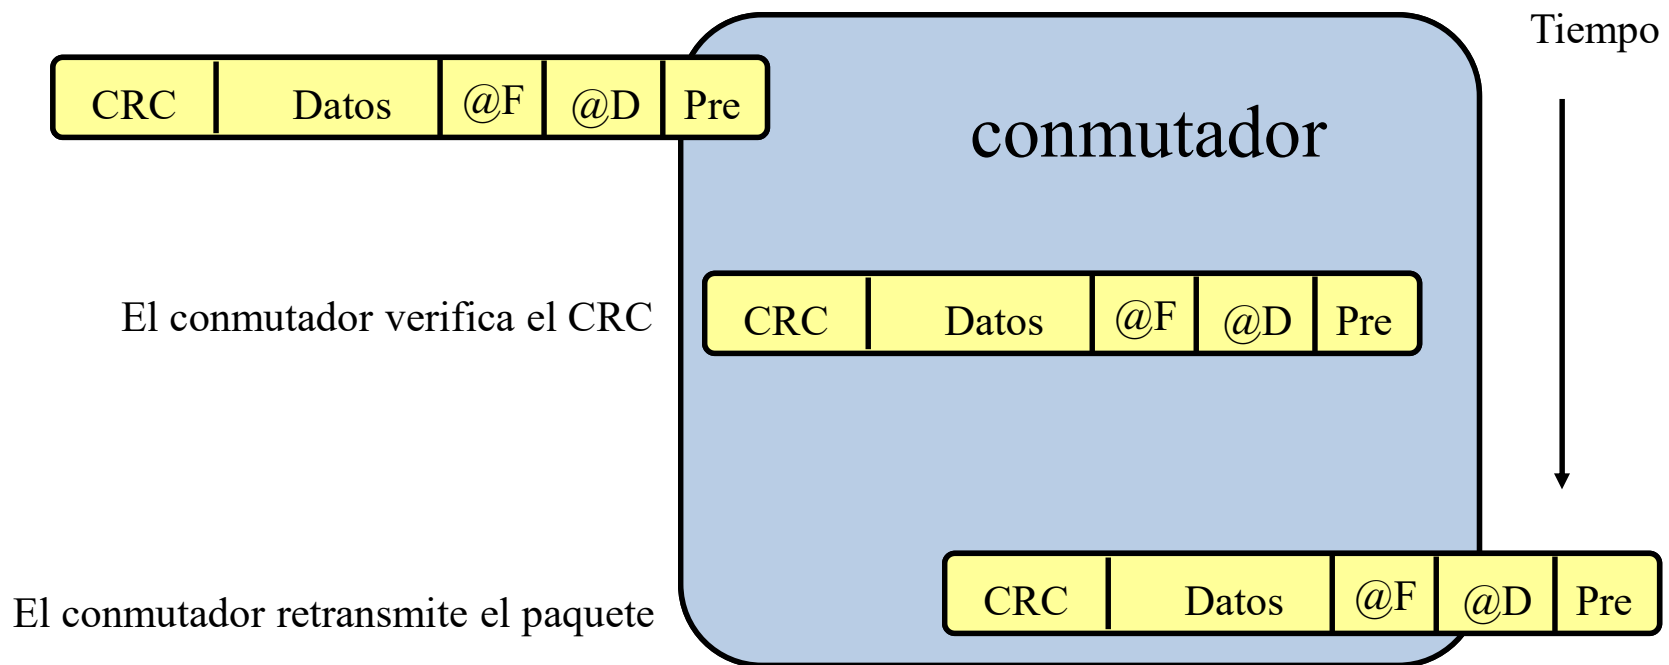 Tiempo
CRC Datos @F @D Pre
conmutador
El conmutador verifica el CRC
CRC Datos @F @D Pre
El conmutador retransmite el paquete
CRC Datos @F @D Pre